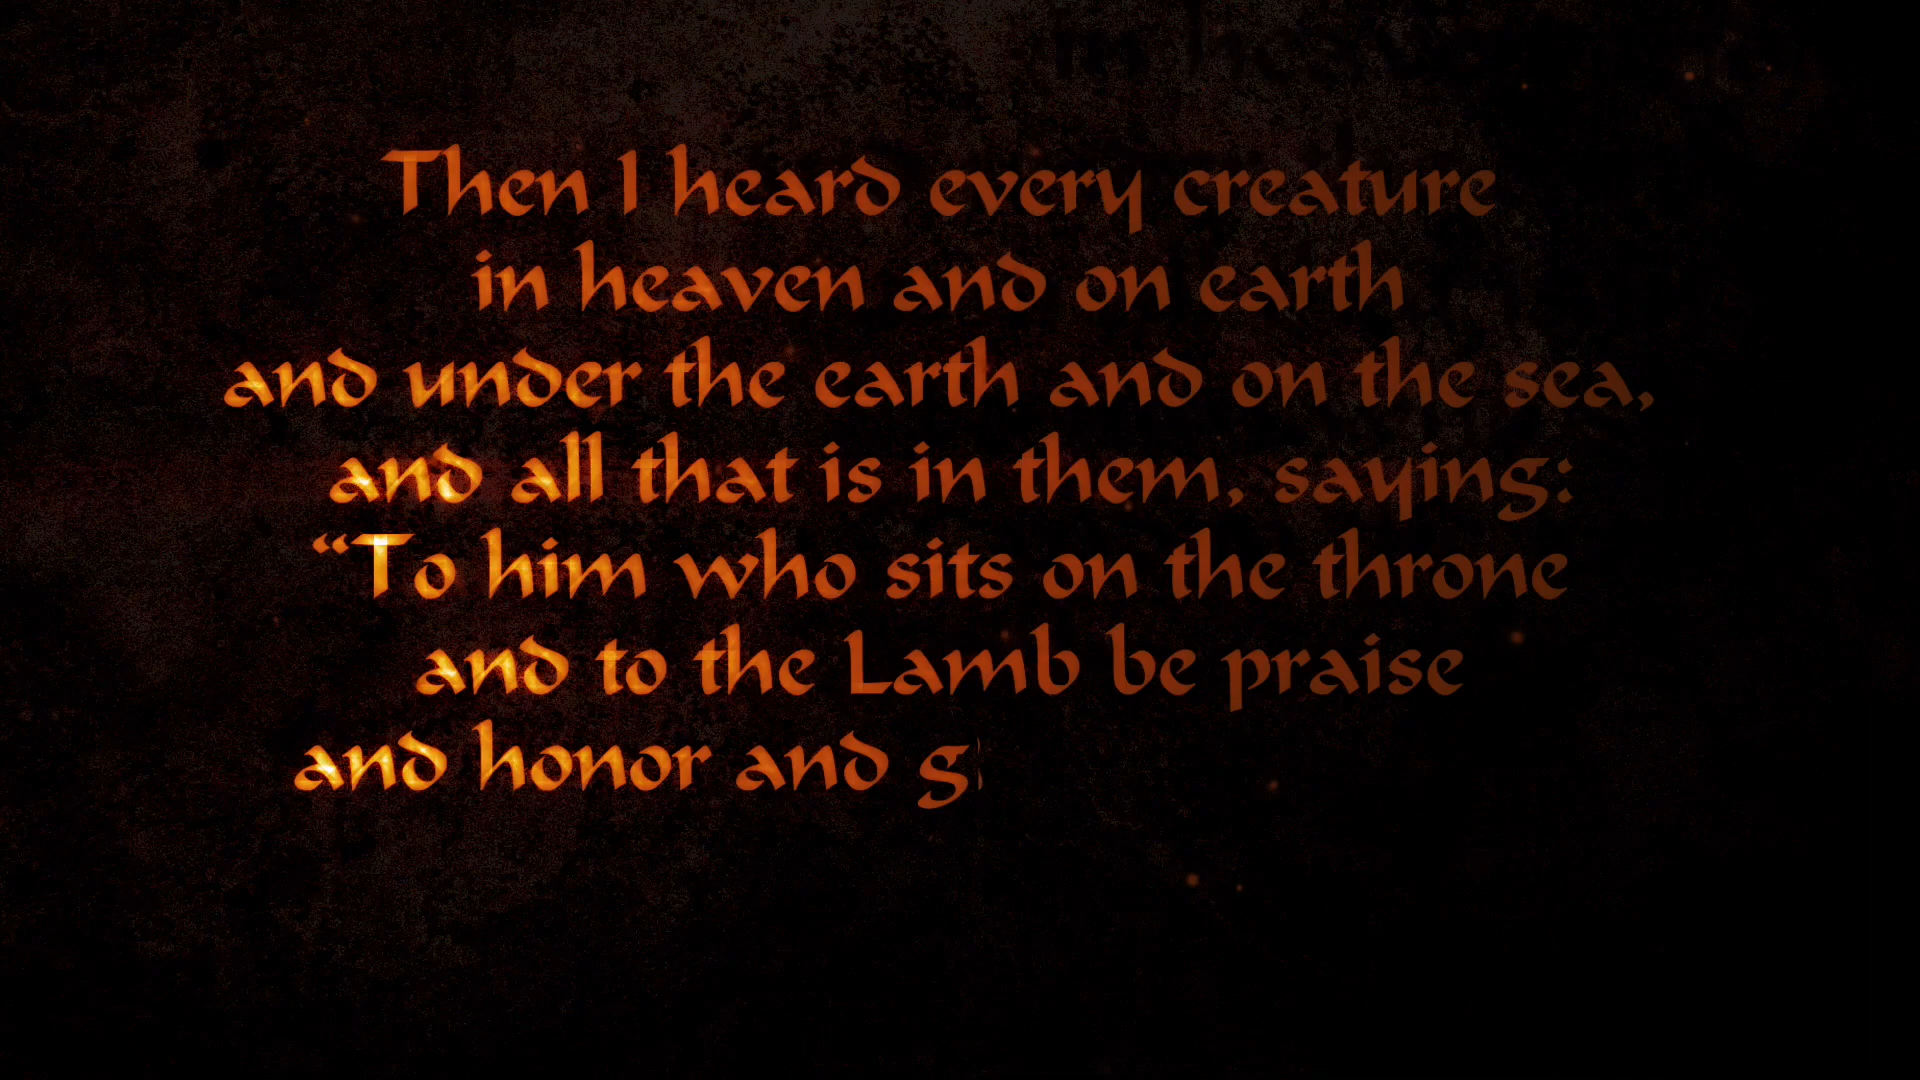 Then I heard every creature
in heaven and on earth
and under the earth and on the sea,
and all that is in them, saying:
“To him who sits on the throne
and to the Lamb be praise
and honor and g